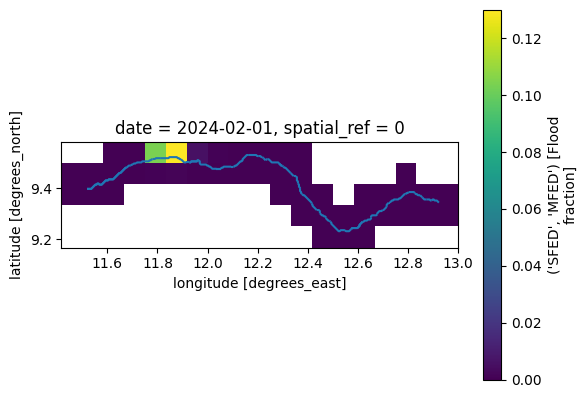 date = 2024-02-01, spatial_ref = 0
latitude [degrees_north]
9.4
9.2
11.6 11.8 12.0 12.2 12.4 12.6 12.8 13.0
longitude [degrees_east]
0.12
0.10
0.08
0.06
0.04
0.02
0.00
('SFED', 'MFED') [Flood
fraction]